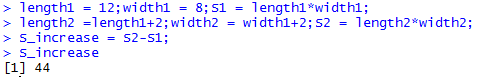 > length1 = 12;width1 = 8;S1 = length1*width1;
> length2 =length1+2;width2 = width1+2;S2 = length2*width2;
> S_increase = S2-S1;
> S_increase
[1] 44